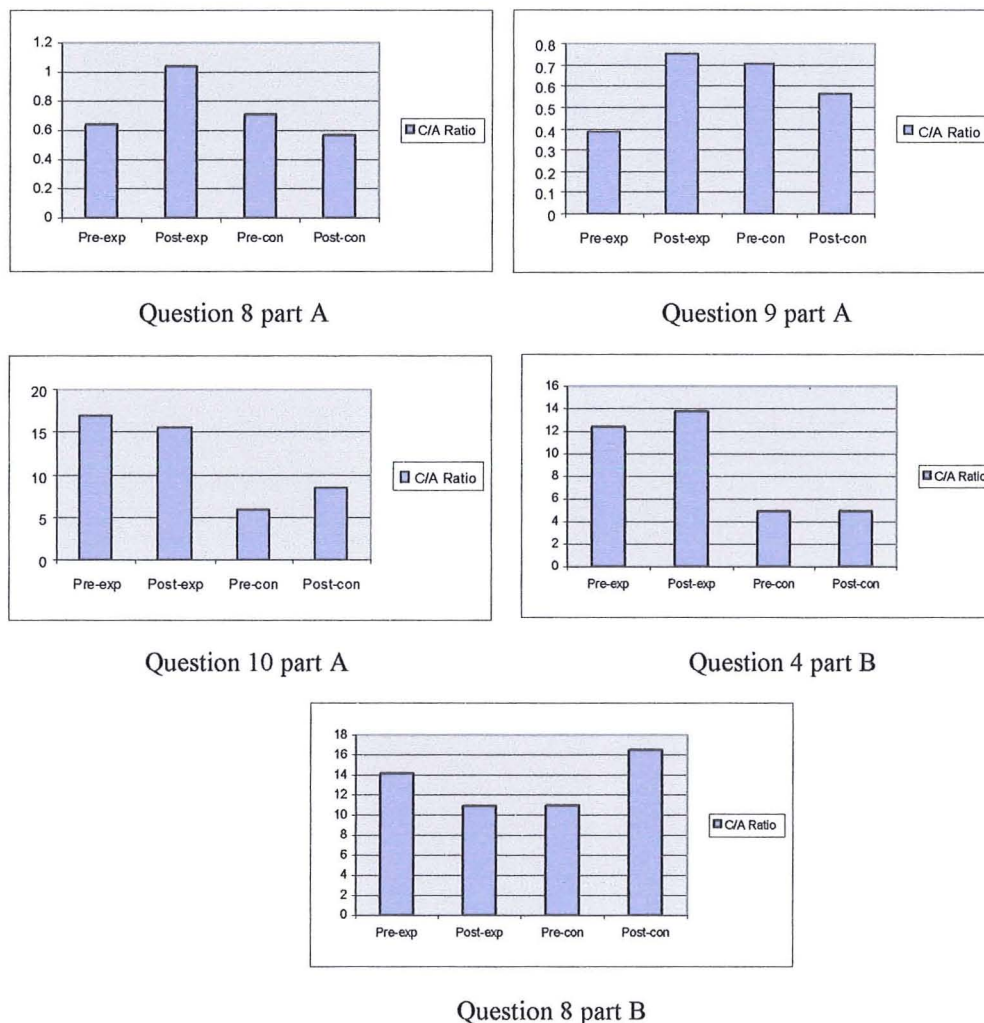 1.2
1
0.8
0.6
0.4
0.2
0
Pre-exp Post-exp Pre-con Post-con
C/A Ratio
Question 8 part A
0.8
0.7
0.6
0.5
0.4
0.3
0.2
0.1
0
Pre-exp Post-exp Pre-con Post-con
C/A Ratio
Question 9 part A
20
15
10
5
0
Pre-exp Post-exp Pre-con Post-con
C/A Ratio
Question 10 part A
16
14
12
10
8
6
4
2
0
Pre-exp Post-exp Pre-con Post-con
C/A Ratio
Question 4 part B
18
16
14
12
10
8
6
4
2
0
Pre-exp Post-exp Pre-con Post-con
C/A Ratio
Question 8 part B